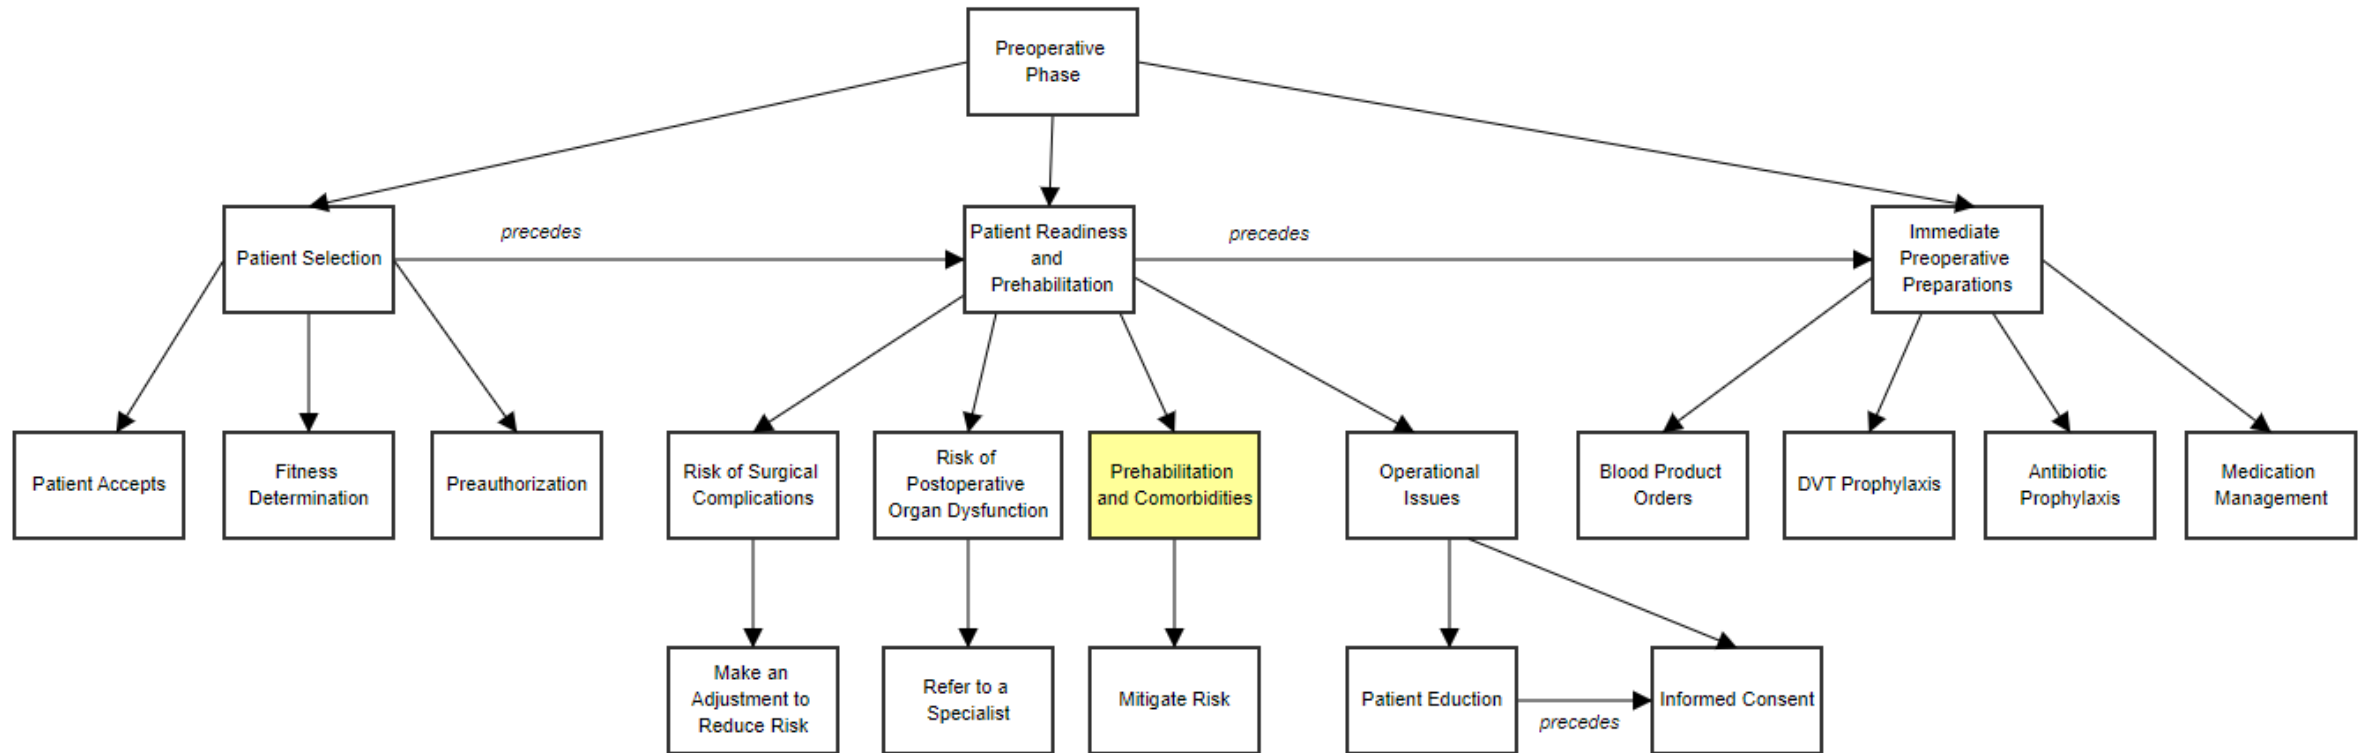 Preoperative
Phase
precedes
precedes
Patient Selection
Patient Readiness
and
Prehabilitation
Immediate
Preoperative
Preparations
Patient Accepts
Fitness
Determination
Preauthorization
Risk of Surgical
Complications
Risk of
Postoperative
Organ Dysfunction
Prehabilitation
and Comorbidities
Operational
Issues
Blood Product
Orders
DVT Prophylaxis
Antibiotic
Prophylaxis
Medication
Management
Make an
Adjustment to
Reduce Risk
Refer to a
Specialist
Mitigate Risk
Patient Eduction
precedes
Informed Consent